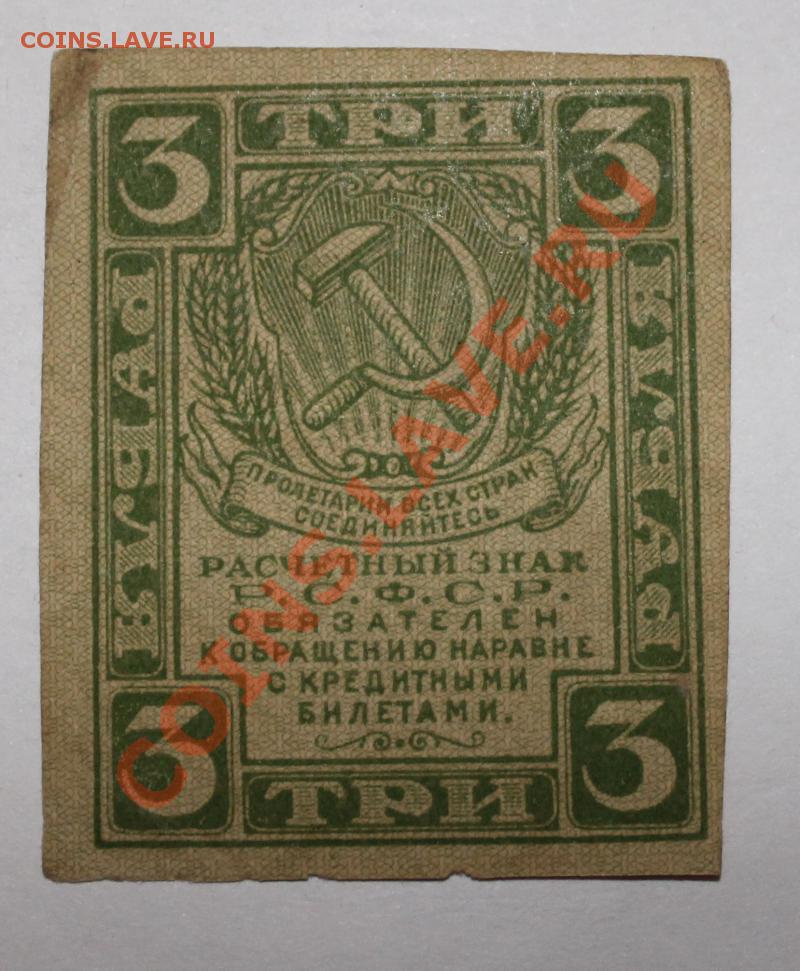 COINS.LAVE.RU
3 ТРИ 3
РУБЛЯ
РУБЛЯ
ПРОЛЕТАРИИ ВСЕХ СТРАН
СОЕДИНЯЙТЕСЬ
РАСЧЕТНЫЙ ЗНАК
Р.С.Ф.С.Р.
ОБЯЗАТЕЛЕН
К ОБРАЩЕНИЮ НАРАВНЕ
С КРЕДИТНЫМИ
БИЛЕТАМИ.
3 ТРИ 3
COINS.LAVE.RU